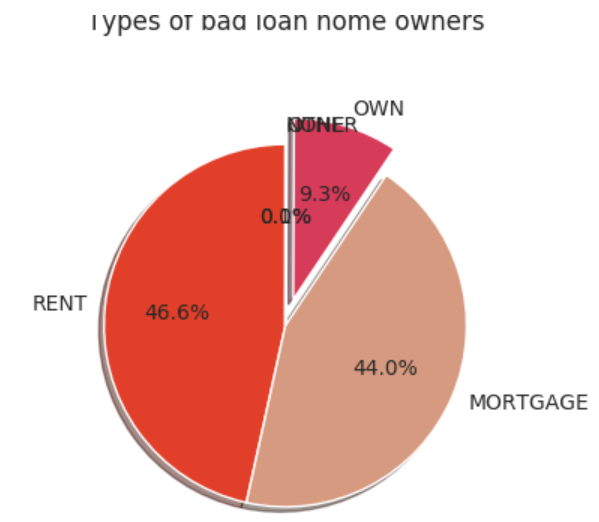 Types of bad loan home owners
OWN
9.3%
RENT
46.6%
44.0%
MORTGAGE